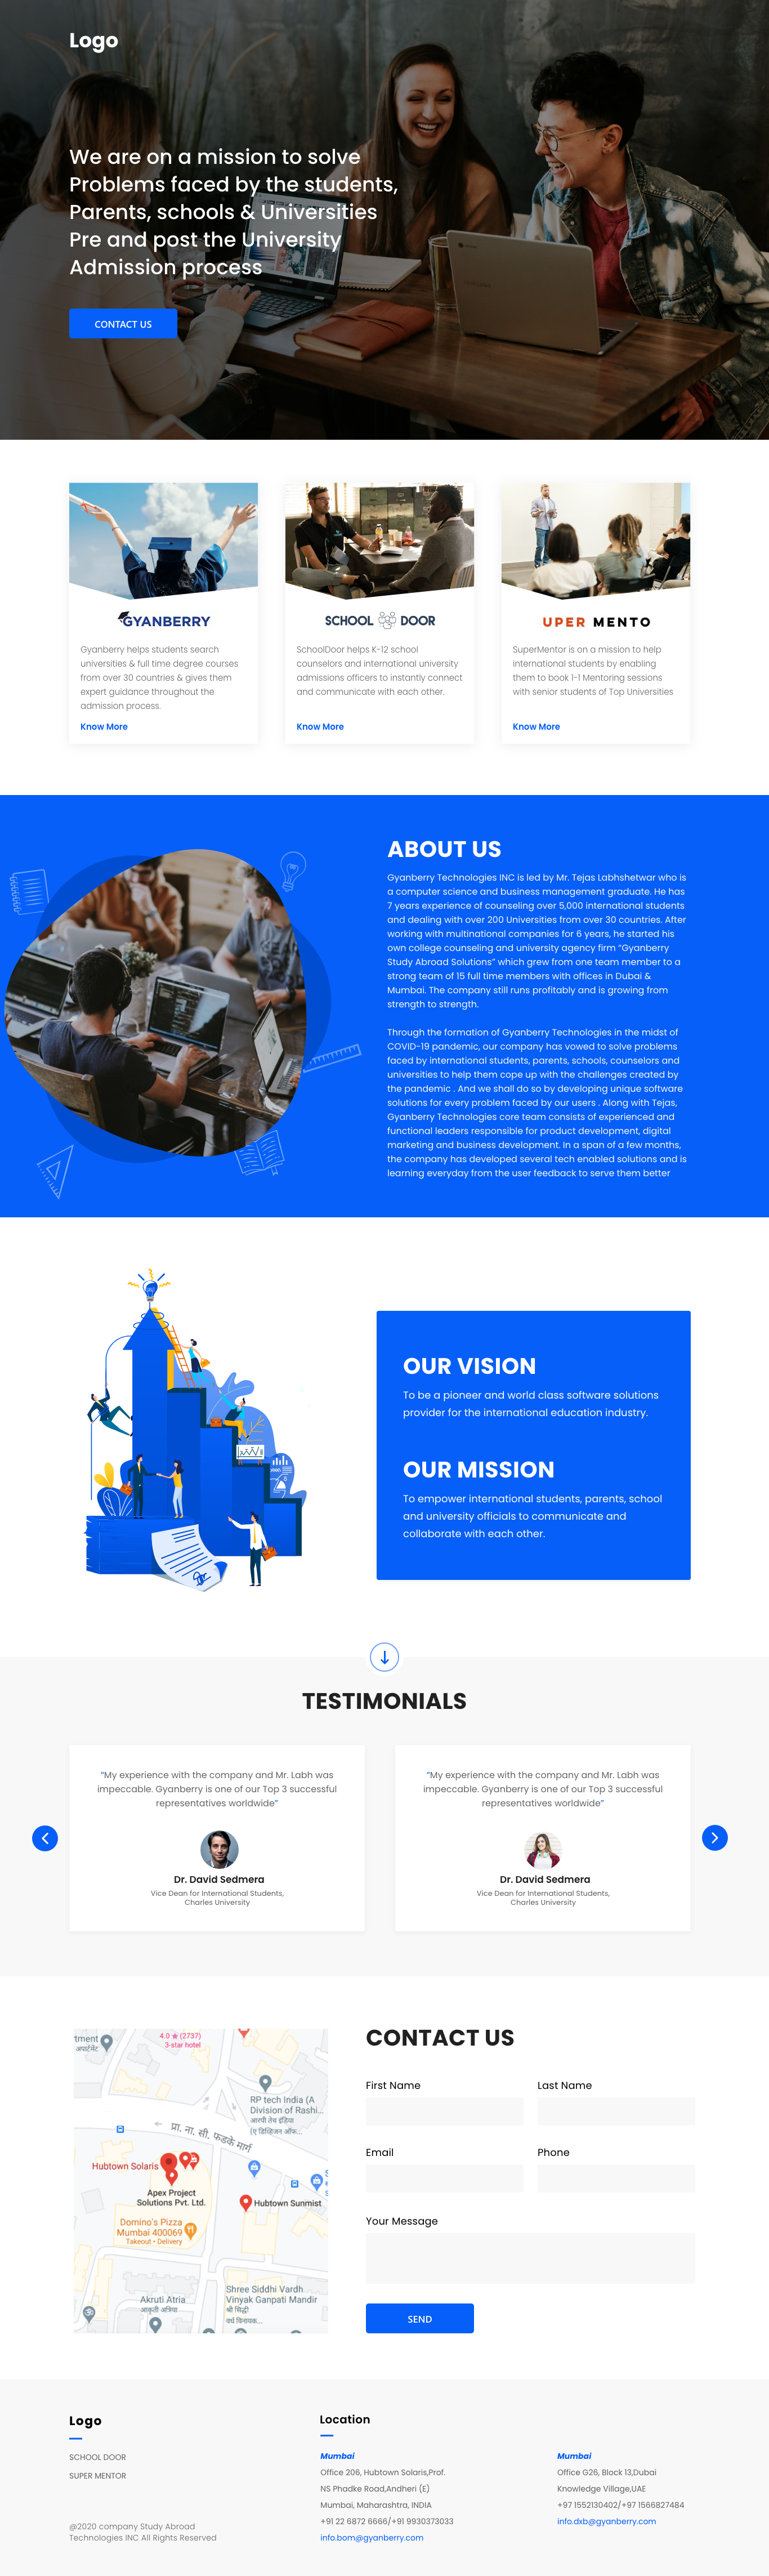 Logo
We are on a mission to solve
Problems faced by the students,
Parents, schools & Universities
Pre and post the University
Admission process
CONTACT US
GYANBERRY
SCHOOL DOOR
UPER MENTO
Gyanberry helps students search
universities & full time degree courses
from over 30 countries & gives them
expert guidance throughout the
admission process.
Know More
SchoolDoor helps K-12 school
counselors and international university
admissions officers to instantly connect
and communicate with each other.
Know More
SuperMentor is on a mission to help
international students by enabling
them to book 1-1 Mentoring sessions
with senior students of Top Universities
Know More
ABOUT US
Gyanberry Technologies INC is led by Mr. Tejas Labhshetwar who is
a computer science and business management graduate. He has
7 years experience of counseling over 5,000 international students
and dealing with over 200 Universities from over 30 countries. After
working with multinational companies for 6 years, he started his
own college counseling and university agency firm “Gyanberry
Study Abroad Solutions” which grew from one team member to a
strong team of 15 full time members with offices in Dubai &
Mumbai. The company still runs profitably and is growing from
strength to strength.
Through the formation of Gyanberry Technologies in the midst of
COVID-19 pandemic, our company has vowed to solve problems
faced by international students, parents, schools, counselors and
universities to help them cope up with the challenges created by
the pandemic . And we shall do so by developing unique software
solutions for every problem faced by our users . Along with Tejas,
Gyanberry Technologies core team consists of experienced and
functional leaders responsible for product development, digital
marketing and business development. In a span of a few months,
the company has developed several tech enabled solutions and is
learning everyday from the user feedback to serve them better
OUR VISION
To be a pioneer and world class software solutions
provider for the international education industry.
OUR MISSION
To empower international students, parents, school
and university officials to communicate and
collaborate with each other.
TESTIMONIALS
“My experience with the company and Mr. Labh was
impeccable. Gyanberry is one of our Top 3 successful
representatives worldwide”
Dr. David Sedmera
Vice Dean for International Students,
Charles University
“My experience with the company and Mr. Labh was
impeccable. Gyanberry is one of our Top 3 successful
representatives worldwide”
Dr. David Sedmera
Vice Dean for International Students,
Charles University
tment
अपार्टमेंट
4.0 ★ (2737)
3-star hotel
RP tech India (A
Division of Rashi...
आरपी टेच इंडिया
(ए डिव्हिजन ऑफ...
प्रा. ना. सी. फडके मार्ग
Hubtown Solaris
Apex Project
Solutions Pvt. Ltd.
Hubtown Sunmist
Domino's Pizza
Mumbai 400069
Takeout • Delivery
Akruti Atria
आकृती अत्रिया
Shree Siddhi Vardh
Vinyak Ganpati Mandir
श्री सिद्धी
वर्ध विनायक...
CONTACT US
First Name
Last Name
Email
Phone
Your Message
SEND
Logo
SCHOOL DOOR
SUPER MENTOR
@2020 company Study Abroad
Technologies INC All Rights Reserved
Location
Mumbai
Office 206, Hubtown Solaris,Prof.
NS Phadke Road,Andheri (E)
Mumbai, Maharashtra, INDIA
+91 22 6872 6666/+91 9930373033
info.bom@gyanberry.com
Mumbai
Office G26, Block 13,Dubai
Knowledge Village,UAE
+97 1552130402/+97 1566827484
info.dxb@gyanberry.com